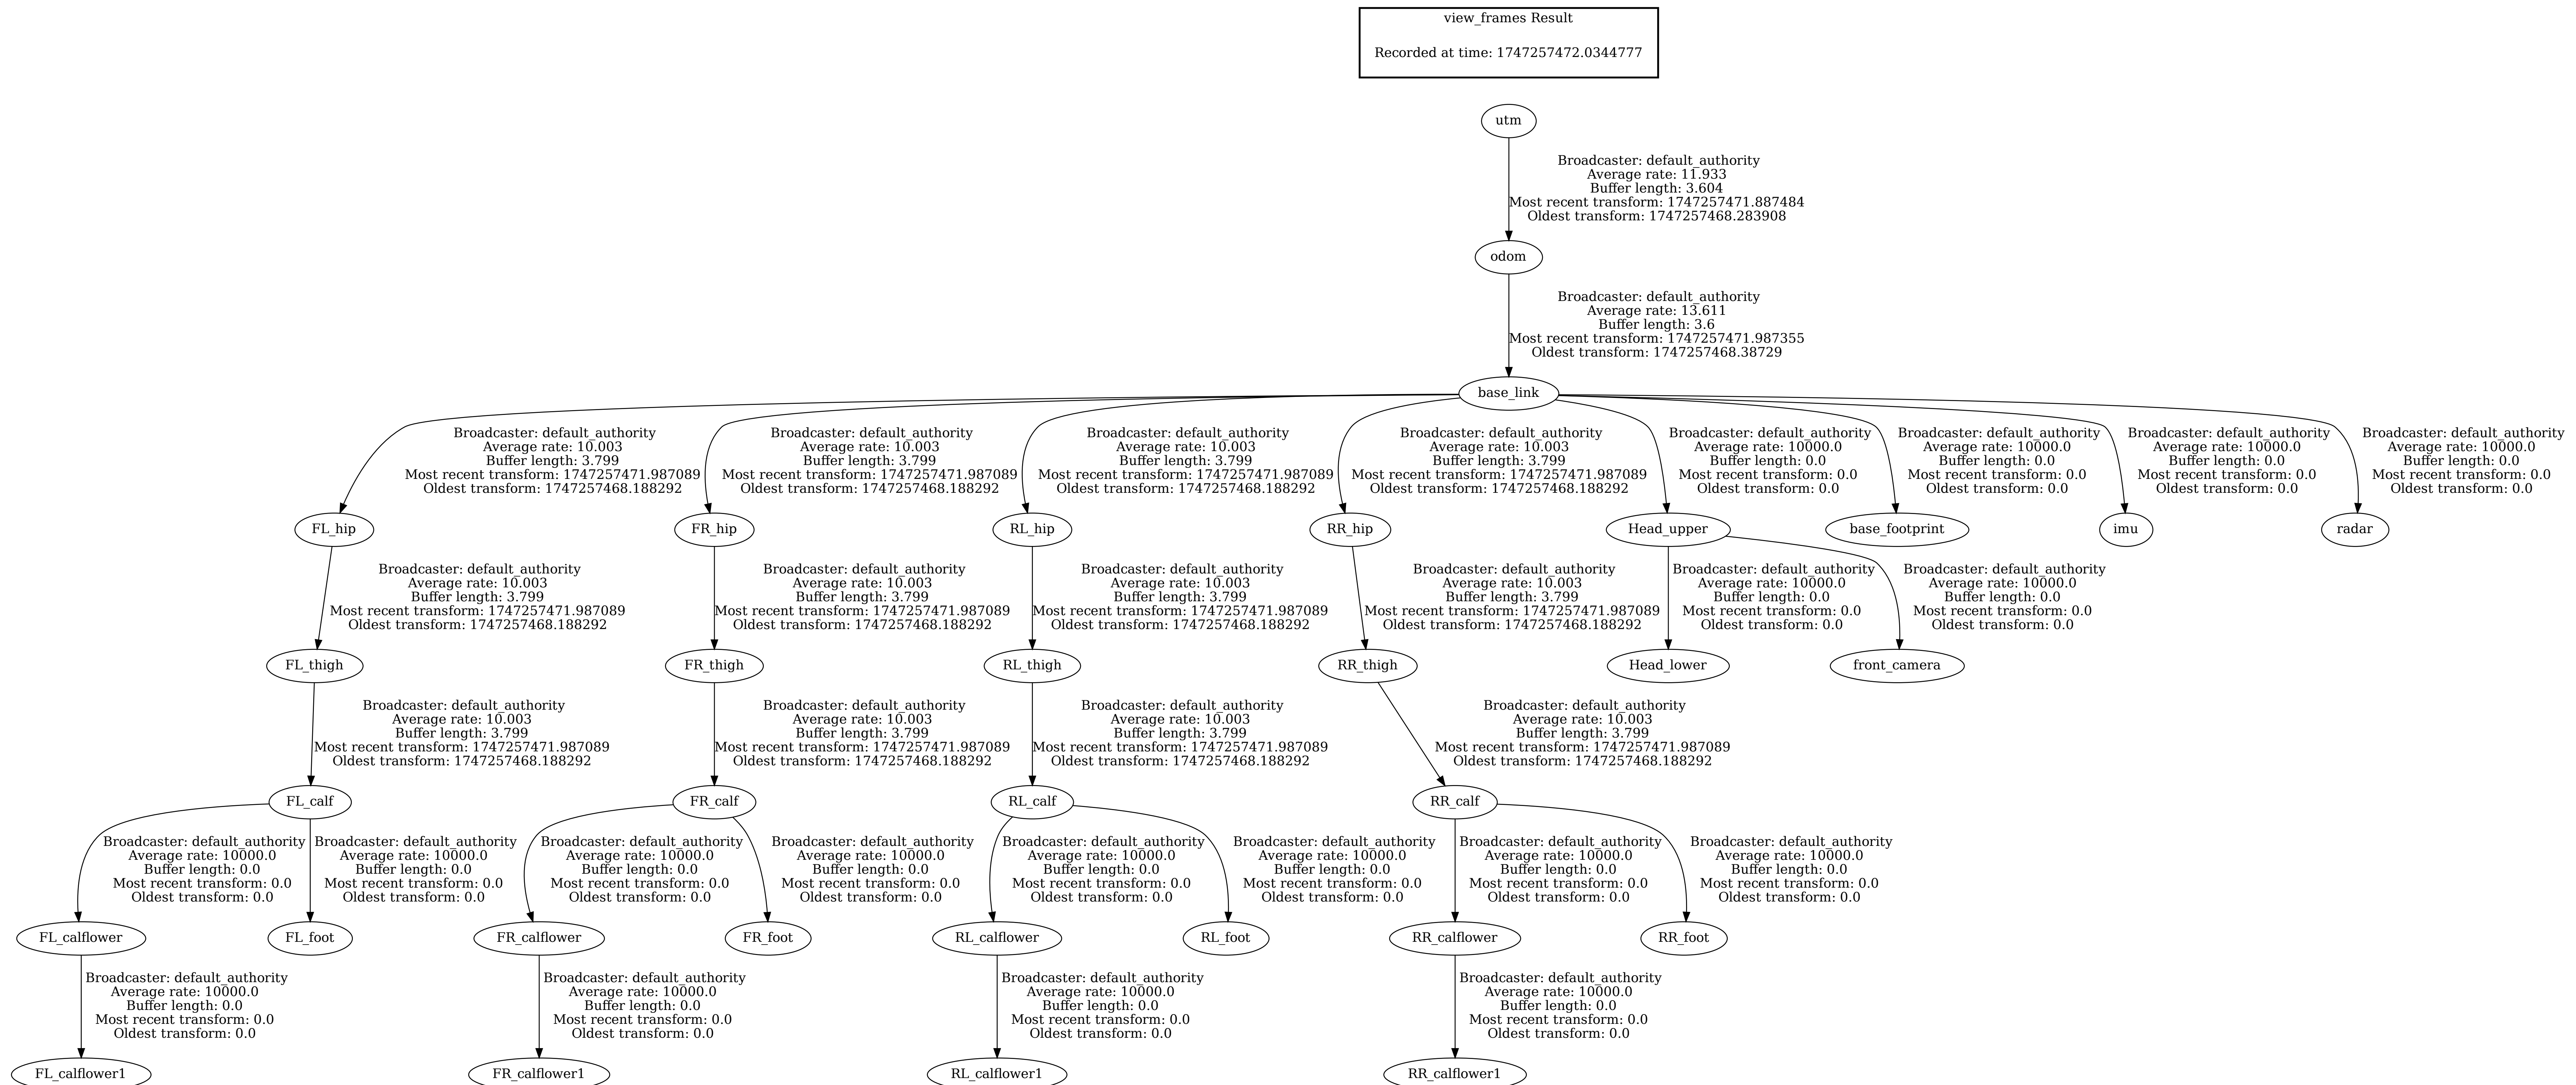 view_frames Result
Recorded at time: 1747257472.0344777
utm
Broadcaster: default_authority
Average rate: 11.933
Buffer length: 3.604
Most recent transform: 1747257471.887484
Oldest transform: 1747257468.283908
odom
Broadcaster: default_authority
Average rate: 13.611
Buffer length: 3.6
Most recent transform: 1747257471.987355
Oldest transform: 1747257468.38729
base_link
Broadcaster: default_authority
Average rate: 10.003
Buffer length: 3.799
Most recent transform: 1747257471.987089
Oldest transform: 1747257468.188292
Broadcaster: default_authority
Average rate: 10.003
Buffer length: 3.799
Most recent transform: 1747257471.987089
Oldest transform: 1747257468.188292
Broadcaster: default_authority
Average rate: 10.003
Buffer length: 3.799
Most recent transform: 1747257471.987089
Oldest transform: 1747257468.188292
Broadcaster: default_authority
Average rate: 10.003
Buffer length: 3.799
Most recent transform: 1747257471.987089
Oldest transform: 1747257468.188292
Broadcaster: default_authority
Average rate: 10000.0
Buffer length: 0.0
Most recent transform: 0.0
Oldest transform: 0.0
Broadcaster: default_authority
Average rate: 10000.0
Buffer length: 0.0
Most recent transform: 0.0
Oldest transform: 0.0
Broadcaster: default_authority
Average rate: 10000.0
Buffer length: 0.0
Most recent transform: 0.0
Oldest transform: 0.0
Broadcaster: default_authority
Average rate: 10000.0
Buffer length: 0.0
Most recent transform: 0.0
Oldest transform: 0.0
FL_hip
FR_hip
RL_hip
RR_hip
Head_upper
base_footprint
imu
radar
Broadcaster: default_authority
Average rate: 10.003
Buffer length: 3.799
Most recent transform: 1747257471.987089
Oldest transform: 1747257468.188292
Broadcaster: default_authority
Average rate: 10.003
Buffer length: 3.799
Most recent transform: 1747257471.987089
Oldest transform: 1747257468.188292
Broadcaster: default_authority
Average rate: 10.003
Buffer length: 3.799
Most recent transform: 1747257471.987089
Oldest transform: 1747257468.188292
Broadcaster: default_authority
Average rate: 10.003
Buffer length: 3.799
Most recent transform: 1747257471.987089
Oldest transform: 1747257468.188292
Broadcaster: default_authority
Average rate: 10000.0
Buffer length: 0.0
Most recent transform: 0.0
Oldest transform: 0.0
Broadcaster: default_authority
Average rate: 10000.0
Buffer length: 0.0
Most recent transform: 0.0
Oldest transform: 0.0
FL_thigh
FR_thigh
RL_thigh
RR_thigh
Head_lower
front_camera
Broadcaster: default_authority
Average rate: 10.003
Buffer length: 3.799
Most recent transform: 1747257471.987089
Oldest transform: 1747257468.188292
Broadcaster: default_authority
Average rate: 10.003
Buffer length: 3.799
Most recent transform: 1747257471.987089
Oldest transform: 1747257468.188292
Broadcaster: default_authority
Average rate: 10.003
Buffer length: 3.799
Most recent transform: 1747257471.987089
Oldest transform: 1747257468.188292
Broadcaster: default_authority
Average rate: 10.003
Buffer length: 3.799
Most recent transform: 1747257471.987089
Oldest transform: 1747257468.188292
FL_calf
FR_calf
RL_calf
RR_calf
Broadcaster: default_authority
Average rate: 10000.0
Buffer length: 0.0
Most recent transform: 0.0
Oldest transform: 0.0
Broadcaster: default_authority
Average rate: 10000.0
Buffer length: 0.0
Most recent transform: 0.0
Oldest transform: 0.0
Broadcaster: default_authority
Average rate: 10000.0
Buffer length: 0.0
Most recent transform: 0.0
Oldest transform: 0.0
Broadcaster: default_authority
Average rate: 10000.0
Buffer length: 0.0
Most recent transform: 0.0
Oldest transform: 0.0
Broadcaster: default_authority
Average rate: 10000.0
Buffer length: 0.0
Most recent transform: 0.0
Oldest transform: 0.0
Broadcaster: default_authority
Average rate: 10000.0
Buffer length: 0.0
Most recent transform: 0.0
Oldest transform: 0.0
Broadcaster: default_authority
Average rate: 10000.0
Buffer length: 0.0
Most recent transform: 0.0
Oldest transform: 0.0
Broadcaster: default_authority
Average rate: 10000.0
Buffer length: 0.0
Most recent transform: 0.0
Oldest transform: 0.0
FL_calflower
FL_foot
FR_calflower
FR_foot
RL_calflower
RL_foot
RR_calflower
RR_foot
Broadcaster: default_authority
Average rate: 10000.0
Buffer length: 0.0
Most recent transform: 0.0
Oldest transform: 0.0
Broadcaster: default_authority
Average rate: 10000.0
Buffer length: 0.0
Most recent transform: 0.0
Oldest transform: 0.0
Broadcaster: default_authority
Average rate: 10000.0
Buffer length: 0.0
Most recent transform: 0.0
Oldest transform: 0.0
Broadcaster: default_authority
Average rate: 10000.0
Buffer length: 0.0
Most recent transform: 0.0
Oldest transform: 0.0
FL_calflower1
FR_calflower1
RL_calflower1
RR_calflower1